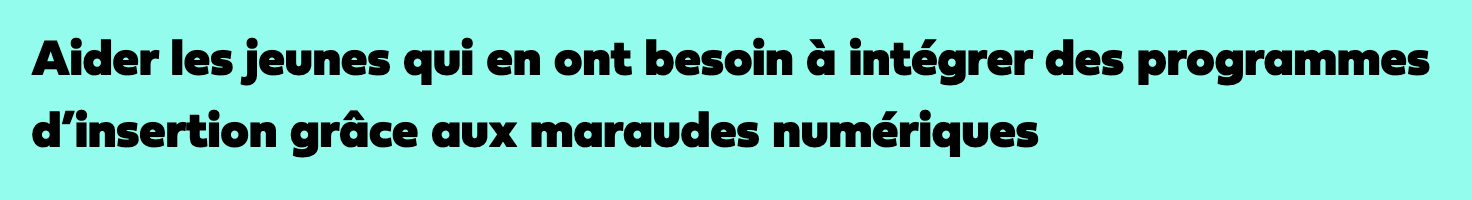 Aider les jeunes qui en ont besoin à intégrer des programmes
d’insertion grâce aux maraudes numériques